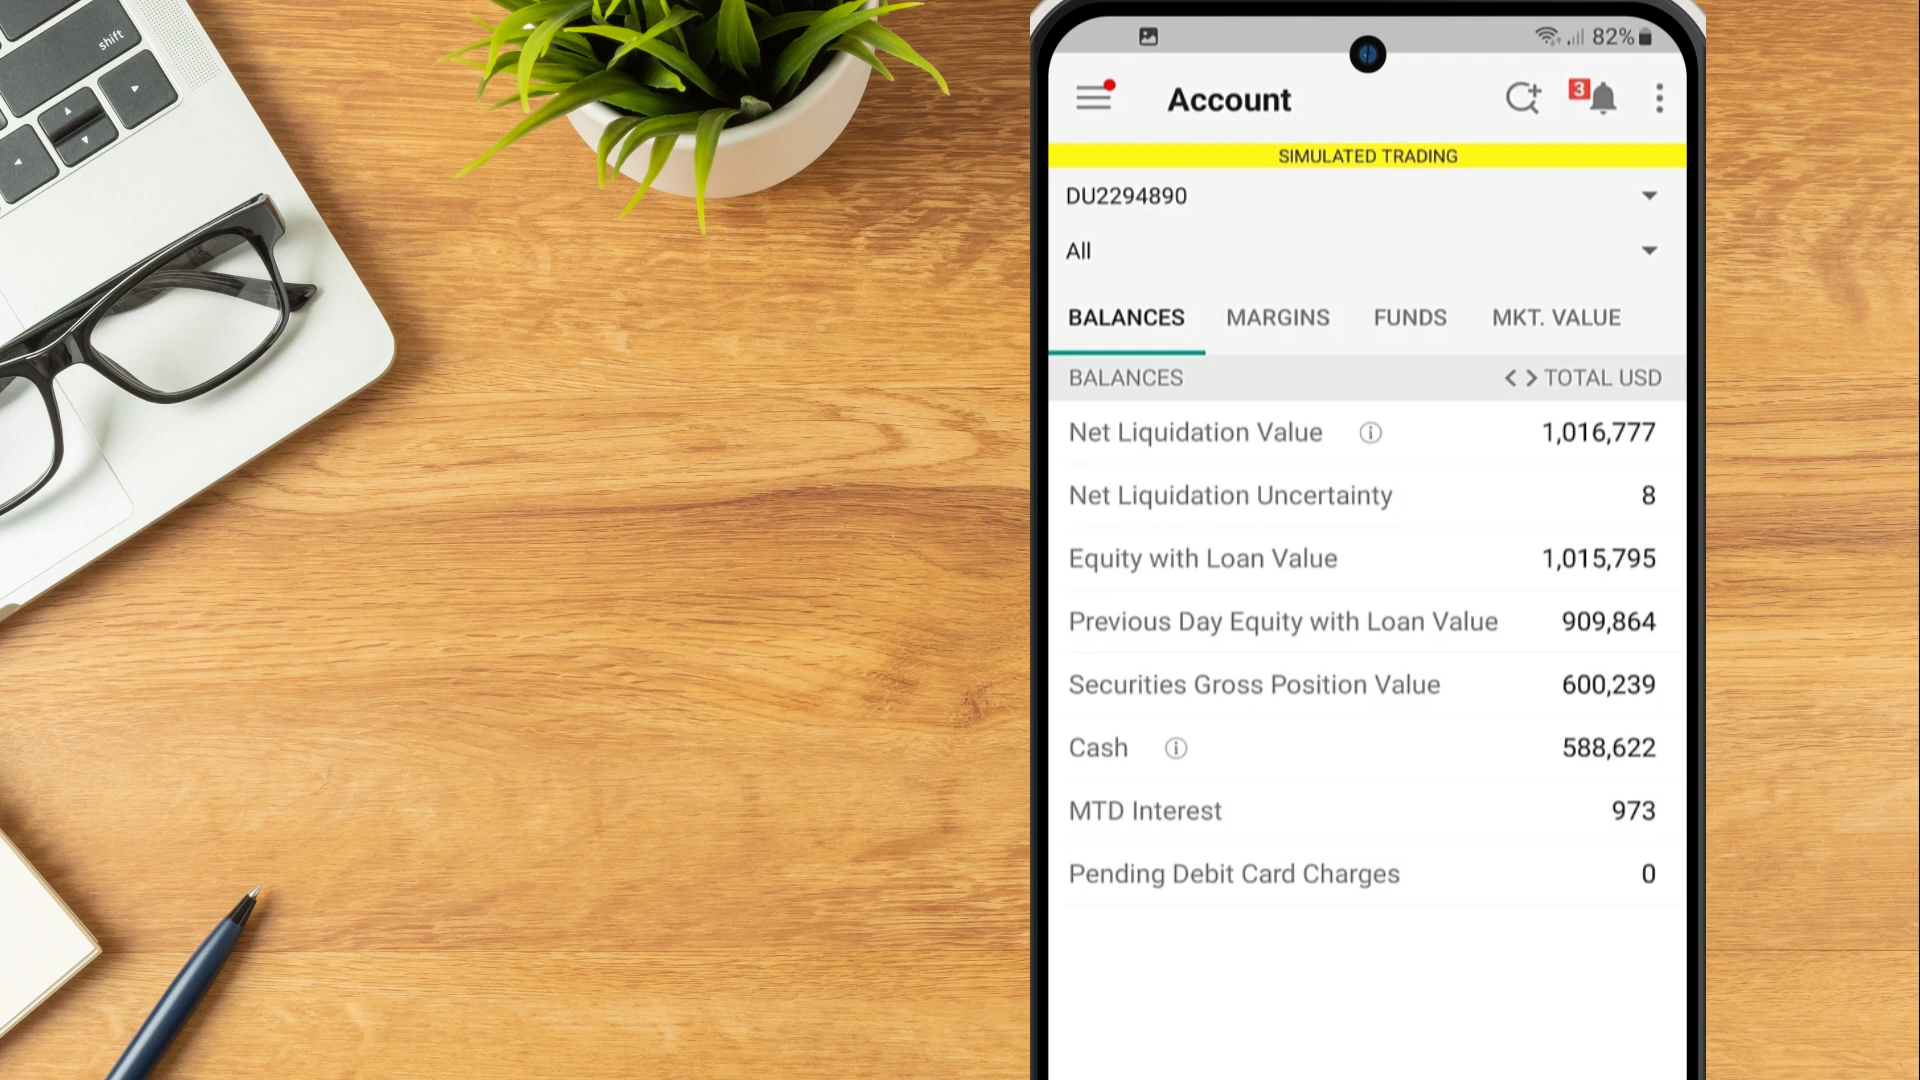 shift
82%
Account
3
SIMULATED TRADING
DU2294890
All
BALANCES MARGINS FUNDS MKT. VALUE
BALANCES < > TOTAL USD
Net Liquidation Value 1,016,777
Net Liquidation Uncertainty 8
Equity with Loan Value 1,015,795
Previous Day Equity with Loan Value 909,864
Securities Gross Position Value 600,239
Cash 588,622
MTD Interest 973
Pending Debit Card Charges 0